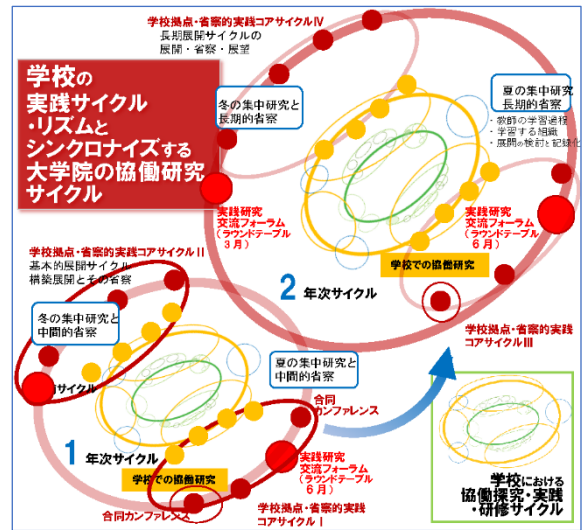 学校拠点・省察的実践コアサイクルⅣ
長期展開サイクルの
展開・省察・展望
学校の
実践サイクル
・リズムと
シンクロナイズする
大学院の協働研究
サイクル
冬の集中研究と
長期的省察
夏の集中研究
長期的省察
・教師の学習過程
・学習する組織
・展開の検討と記録化
実践研究
交流フォーラム
(ラウンドテーブル
3月)
実践研究
交流フォーラム
(ラウンドテーブル
6月)
学校での協働研究
2 年次サイクル
学校拠点・省察的実践コアサイクルⅡ
基本的展開サイクル
構築展開とその省察
冬の集中研究と
中間的省察
サイクル
学校拠点・省察的実践
コアサイクルⅢ
夏の集中研究と
中間的省察
合同
カンファレンス
1 年次サイクル
学校での協働研究
実践研究
交流フォーラム
(ラウンドテーブル
6月)
合同カンファレンス
学校拠点・省察的実践
コアサイクルⅠ
学校における
協働探究・実践
・研修サイクル